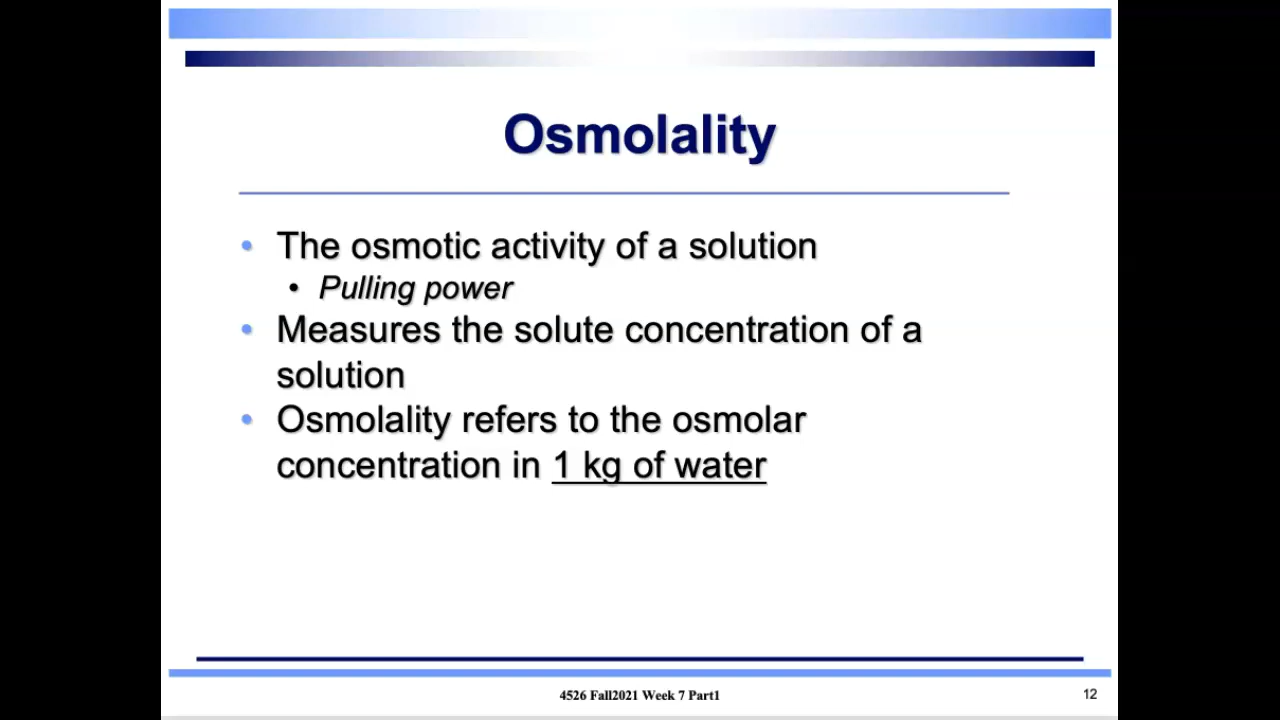 Osmolality
• The osmotic activity of a solution
• Pulling power
• Measures the solute concentration of a
solution
• Osmolality refers to the osmolar
concentration in 1 kg of water
4526 Fall2021 Week 7 Part1
12